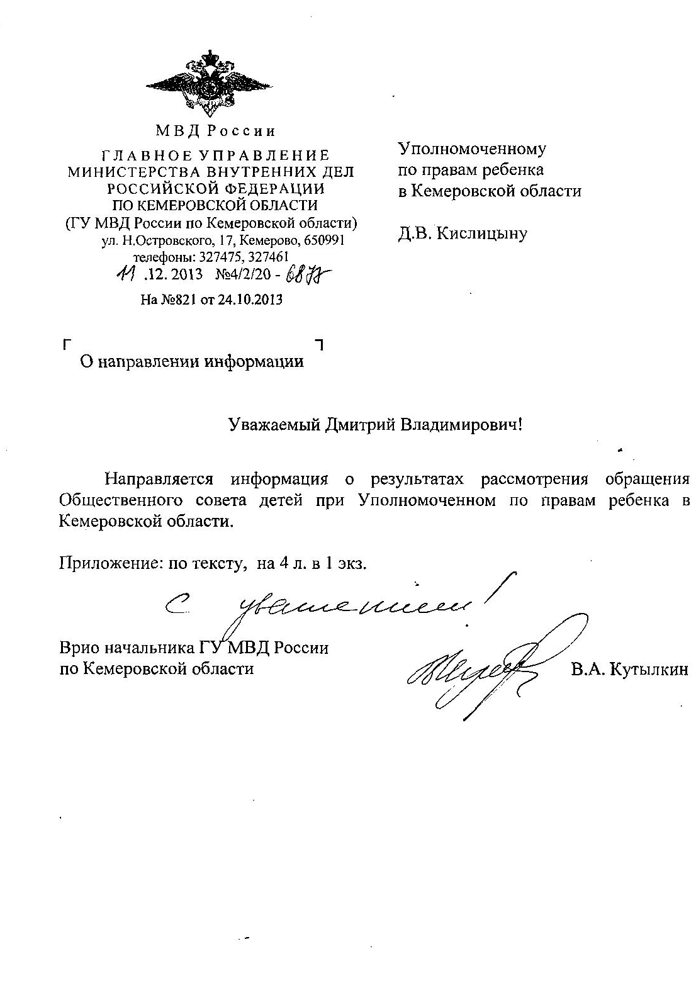 МВД России
ГЛАВНОЕ УПРАВЛЕНИЕ
МИНИСТЕРСТВА ВНУТРЕННИХ ДЕЛ
РОССИЙСКОЙ ФЕДЕРАЦИИ
ПО КЕМЕРОВСКОЙ ОБЛАСТИ
(ГУ МВД России по Кемеровской области)
ул. Н.Островского, 17, Кемерово, 650991
телефоны: 327475, 327461
11 .12. 2013 №4/2/20 -
На №821 от 24.10.2013
Уполномоченному
по правам ребенка
в Кемеровской области
Д.В. Кислицыну
О направлении информации
Уважаемый Дмитрий Владимирович!
Направляется информация о результатах рассмотрения обращения
Общественного совета детей при Уполномоченном по правам ребенка в
Кемеровской области.
Приложение: по тексту, на 4 л. в 1 экз.
С уважением!
Врио начальника ГУ МВД России
по Кемеровской области
В.А. Кутылкин